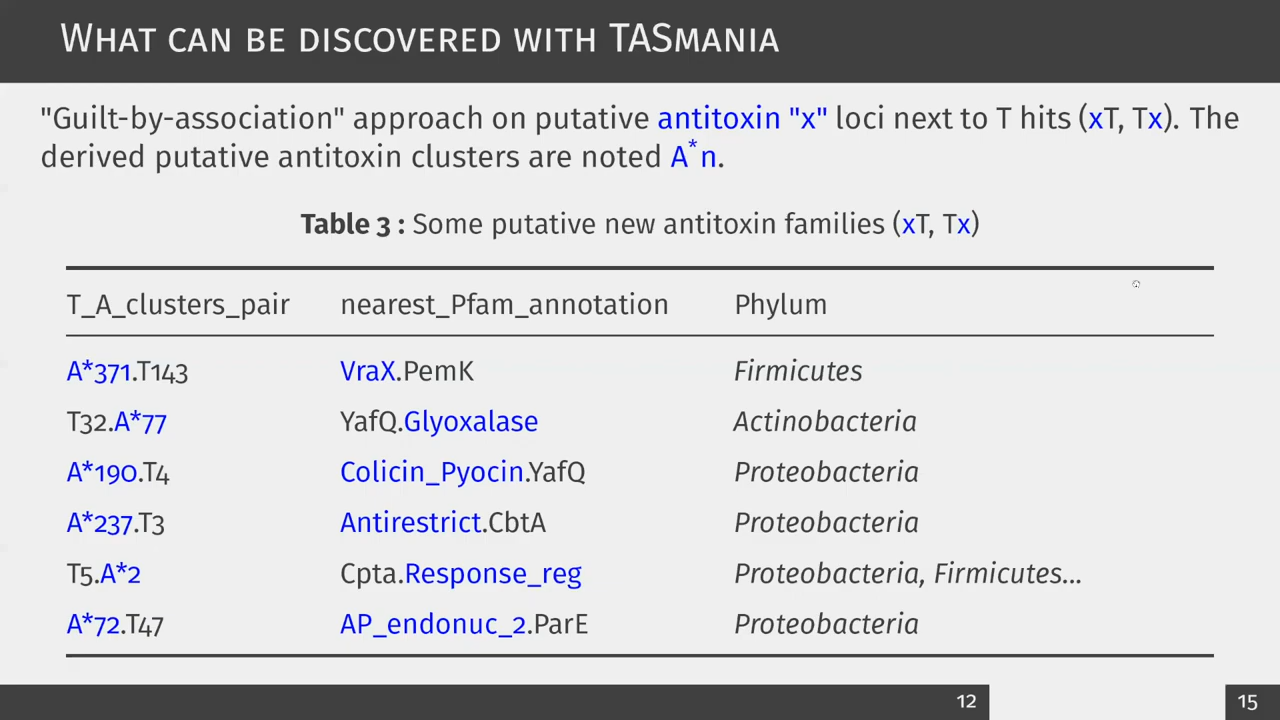 WHAT CAN BE DISCOVERED WITH TASMANIA
"Guilt-by-association" approach on putative antitoxin "x" loci next to T hits (xT, Tx). The
derived putative antitoxin clusters are noted A*n.
Table 3 : Some putative new antitoxin families (xT, Tx)
T_A_clusters_pair nearest_Pfam_annotation Phylum
A*371.T143 VraX.PemK Firmicutes
T32.A*77 YafQ.Glyoxalase Actinobacteria
A*190.T4 Colicin_Pyocin.YafQ Proteobacteria
A*237.T3 Antirestrict.CbtA Proteobacteria
T5.A*2 Cpta.Response_reg Proteobacteria, Firmicutes...
A*72.T47 AP_endonuc_2.ParE Proteobacteria
12 15